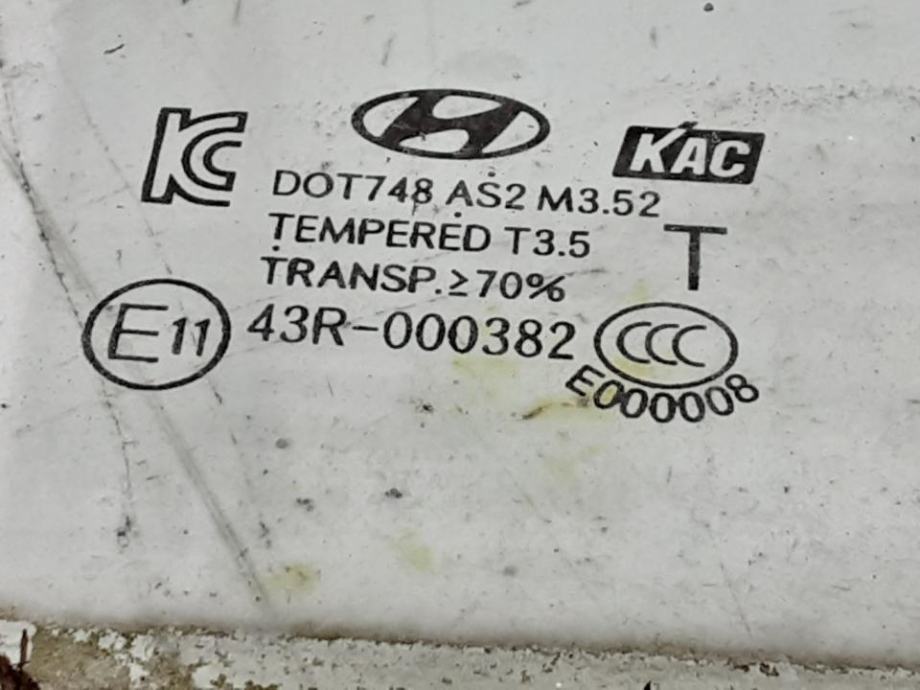 KC
KAC
DOT748 AS2 M3.52
TEMPERED T3.5
T
TRANSP.≥70%
E11
43R-000382
CCC
E000008